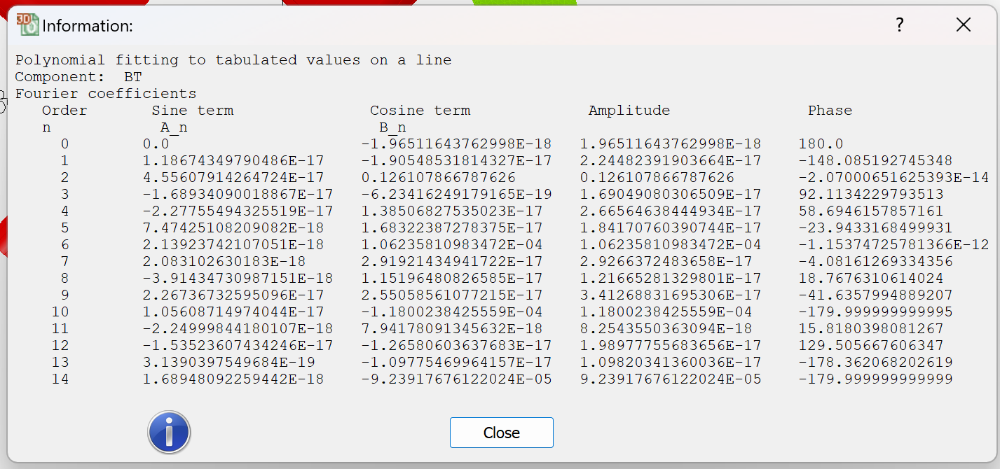 3D Information: ?
Polynomial fitting to tabulated values on a line
Component: BT
Fourier coefficients
Order Sine term Cosine term Amplitude Phase
n A_n B_n
0 0.0 -1.96511643762998E-18 1.96511643762998E-18 180.0
1 1.18674349790486E-17 -1.90548531814327E-17 2.24482391903664E-17 -148.085192745348
2 4.55607914264724E-17 0.126107866787626 0.126107866787626 -2.07000651625393E-14
3 -1.68934090018867E-17 -6.23416249179165E-19 1.69049080306509E-17 92.1134229793513
4 -2.27755494325519E-17 1.38506827535023E-17 2.66564638444934E-17 58.6946157857161
5 7.47425108209082E-18 1.68322387278375E-17 1.84170760390744E-17 -23.9433168499931
6 2.13923742107051E-18 1.06235810983472E-04 1.06235810983472E-04 -1.15374725781366E-12
7 2.083102630183E-18 2.91921434941722E-17 2.9266372483658E-17 -4.08161269334356
8 -3.91434730987151E-18 1.15196480826585E-17 1.21665281329801E-17 18.7676310614024
9 2.26736732595096E-17 2.55058561077215E-17 3.41268831695306E-17 -41.6357994889207
10 1.05608714974044E-17 -1.1800238425559E-04 1.1800238425559E-04 -179.999999999995
11 -2.24999844180107E-18 7.94178091345632E-18 8.2543550363094E-18 15.8180398081267
12 -1.53523607434246E-17 -1.26580603637683E-17 1.98977755683656E-17 129.505667606347
13 3.1390397549684E-19 -1.09775469964157E-17 1.09820341360036E-17 -178.362068202619
14 1.68948092259442E-18 -9.23917676122024E-05 9.23917676122024E-05 -179.999999999999
Close